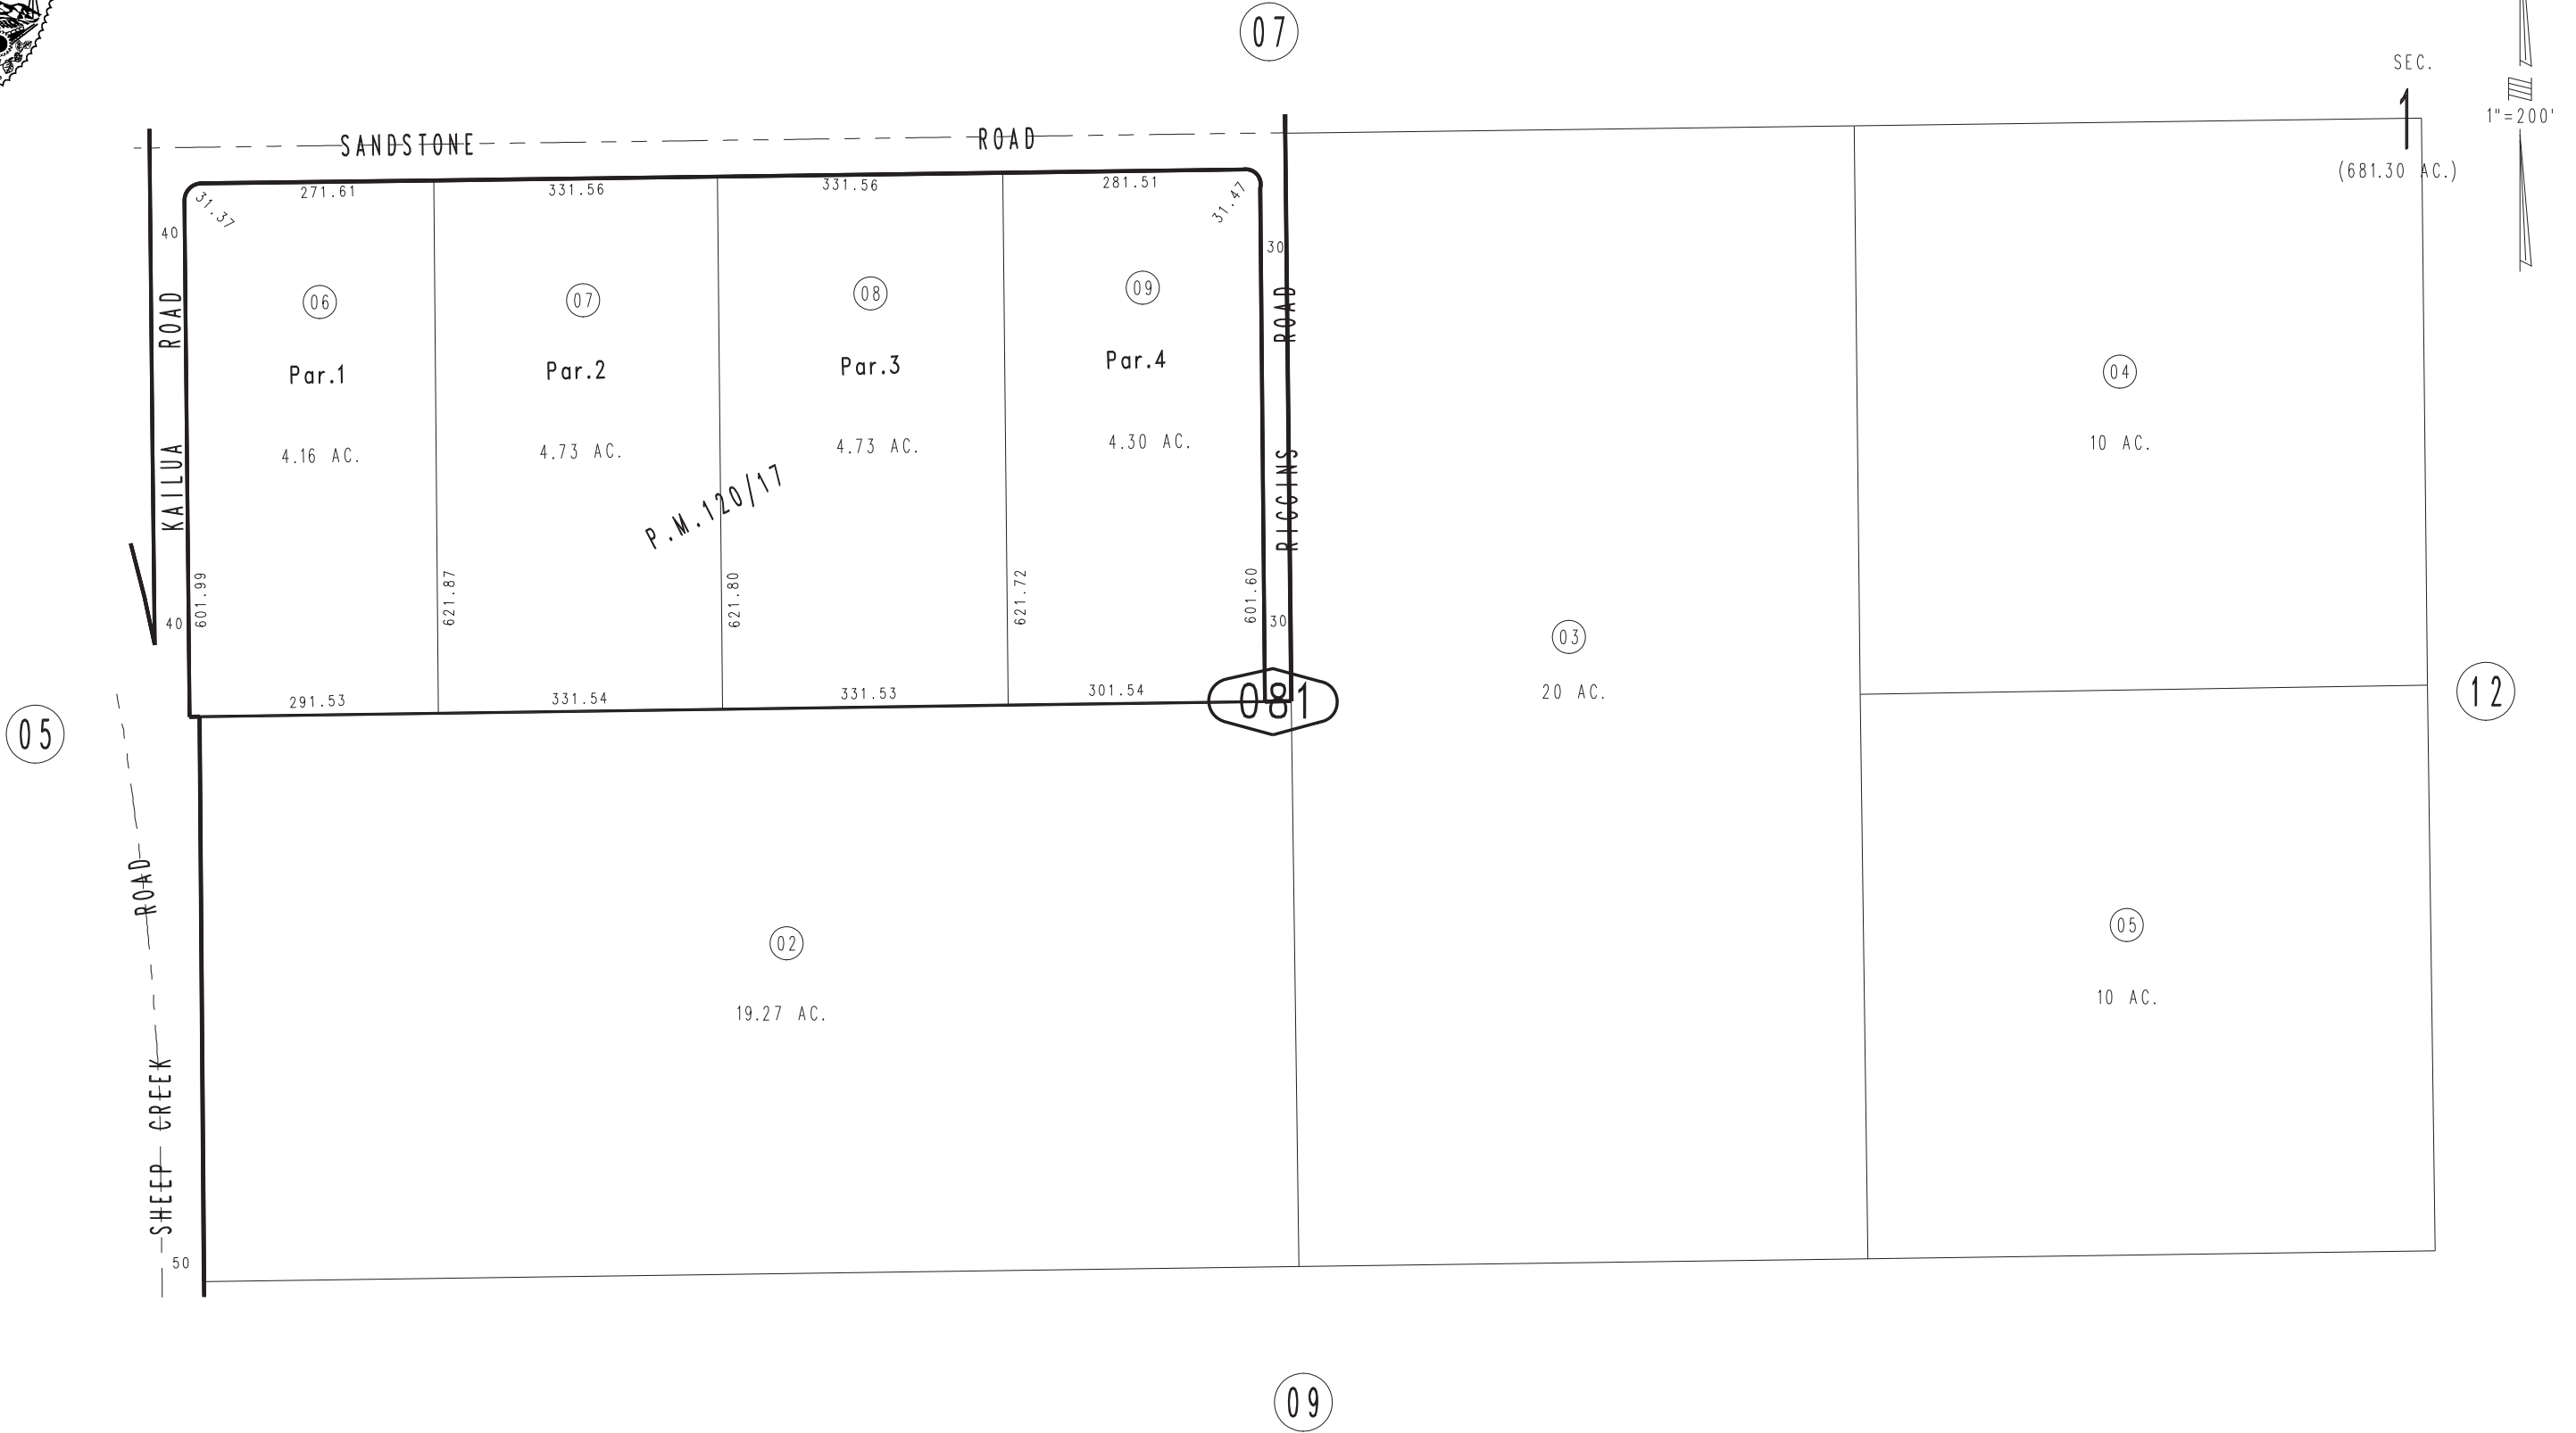 07
SEC.
1
1"=200'
(681.30 AC.)
SANDSTONE ROAD
271.61
331.56
331.56
281.51
31.37
31.47
40
30
KAILUA ROAD
RIGGINS ROAD
06
Par.1
4.16 AC.
07
Par.2
4.73 AC.
08
Par.3
4.73 AC.
09
Par.4
4.30 AC.
P.M.120/17
04
10 AC.
601.99
621.87
621.80
621.72
601.60
40
30
03
20 AC.
291.53
331.54
331.53
301.54
081
05
12
SHEEP CREEK ROAD
02
19.27 AC.
05
10 AC.
50
09